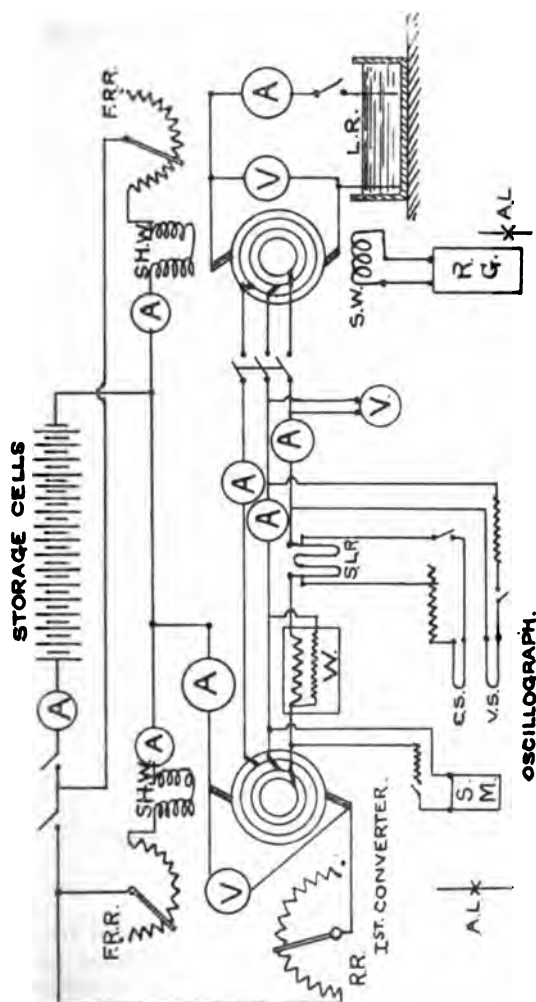 STORAGE CELLS
F.R.R.
SH.W.
A
A
A
SH.W.
F.R.R.
A
V
A
V
A
A
A
V.
S.L.R.
W.
1ST. CONVERTER.
R.R.
L.R.
S.W.
R.
G.
A.L
C.S.
V.S.
OSCILLOGRAPH.
S.
M.
A.L